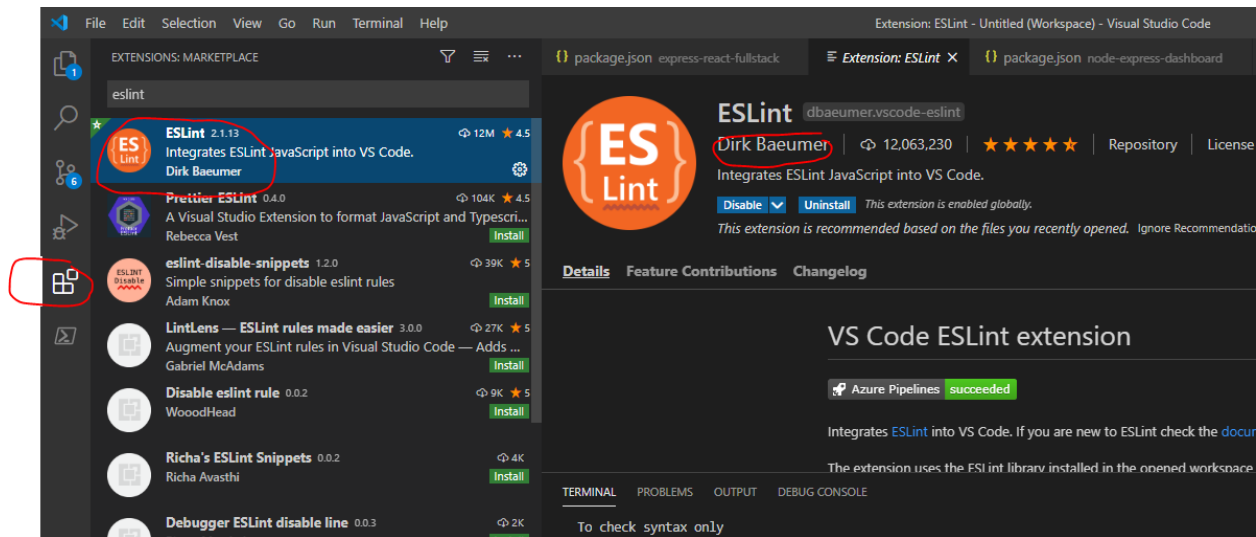 File Edit Selection View Go Run Terminal Help
Extension: ESLint - Untitled (Workspace) - Visual Studio Code
EXTENSIONS: MARKETPLACE
eslint
ESLint 2.1.13 12M 4.5
Integrates ESLint JavaScript into VS Code.
Dirk Baeumer
Prettier ESLint 0.4.0 104K 4.5
A Visual Studio Extension to format JavaScript and Typescri...
Rebecca Vest Install
eslint-disable-snippets 1.2.0 39K 5
Simple snippets for disable eslint rules
Adam Knox Install
LintLens — ESLint rules made easier 3.0.0 27K 5
Augment your ESLint rules in Visual Studio Code — Adds ...
Gabriel McAdams Install
Disable eslint rule 0.0.2 9K 5
WooodHead Install
Richa's ESLint Snippets 0.0.2 4K
Richa Avasthi Install
Debugger ESLint disable line 0.0.3 2K
1
6
ES
Lint
ESLINT
Disable
{} package.json express-react-fullstack
Extension: ESLint
{} package.json node-express-dashboard
{ES}
Lint
ESLint dbaeumer.vscode-eslint
Dirk Baeumer 12,063,230 Repository License
Integrates ESLint JavaScript into VS Code.
Disable Uninstall This extension is enabled globally.
This extension is recommended based on the files you recently opened. Ignore Recommendatio
Details Feature Contributions Changelog
VS Code ESLint extension
Azure Pipelines succeeded
Integrates ESLint into VS Code. If you are new to ESLint check the docur
The extension uses the ESLint library installed in the opened workspace
TERMINAL PROBLEMS OUTPUT DEBUG CONSOLE
To check syntax only